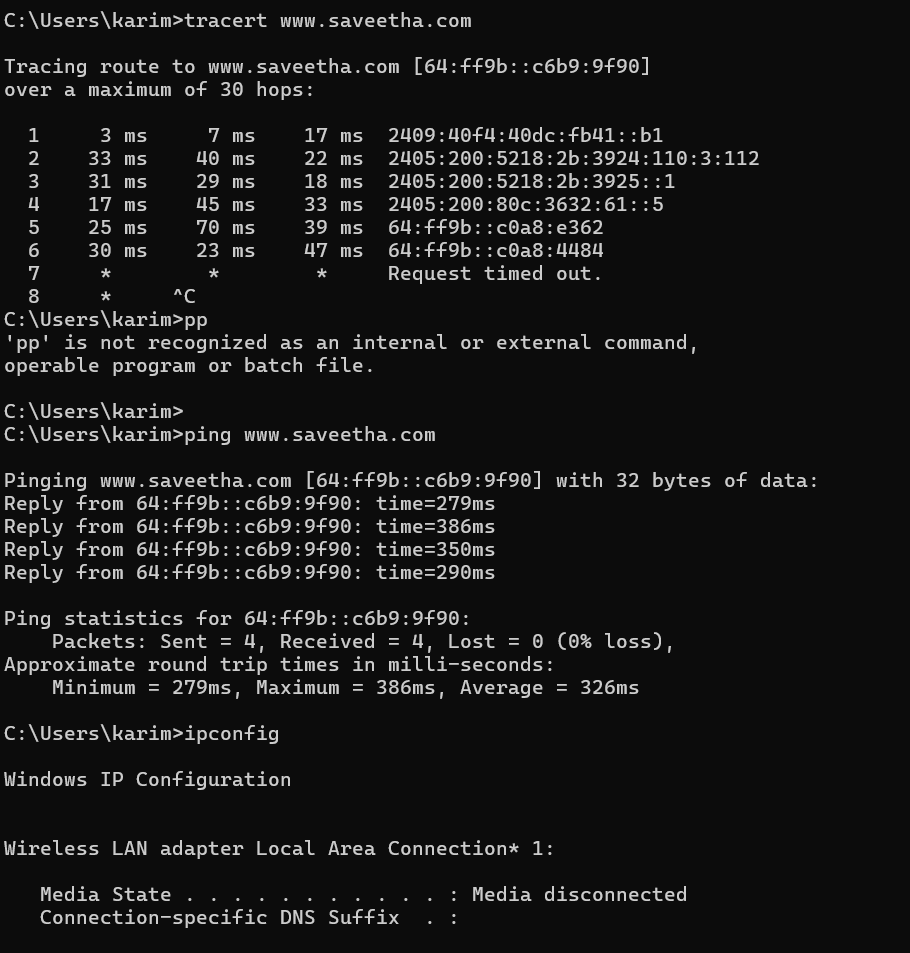 C:\Users\karim>tracert www.saveetha.com
Tracing route to www.saveetha.com [64:ff9b::c6b9:9f90]
over a maximum of 30 hops:
1 3 ms 7 ms 17 ms 2409:40f4:40dc:fb41::b1
2 33 ms 40 ms 22 ms 2405:200:5218:2b:3924:110:3:112
3 31 ms 29 ms 18 ms 2405:200:5218:2b:3925::1
4 17 ms 45 ms 33 ms 2405:200:80c:3632:61::5
5 25 ms 70 ms 39 ms 64:ff9b::c0a8:e362
6 30 ms 23 ms 47 ms 64:ff9b::c0a8:4484
7 * * * Request timed out.
8 * ^C
C:\Users\karim>pp
'pp' is not recognized as an internal or external command,
operable program or batch file.
C:\Users\karim>
C:\Users\karim>ping www.saveetha.com
Pinging www.saveetha.com [64:ff9b::c6b9:9f90] with 32 bytes of data:
Reply from 64:ff9b::c6b9:9f90: time=279ms
Reply from 64:ff9b::c6b9:9f90: time=386ms
Reply from 64:ff9b::c6b9:9f90: time=350ms
Reply from 64:ff9b::c6b9:9f90: time=290ms
Ping statistics for 64:ff9b::c6b9:9f90:
Packets: Sent = 4, Received = 4, Lost = 0 (0% loss),
Approximate round trip times in milli-seconds:
Minimum = 279ms, Maximum = 386ms, Average = 326ms
C:\Users\karim>ipconfig
Windows IP Configuration
Wireless LAN adapter Local Area Connection* 1:
Media State . . . . . . . . . . . : Media disconnected
Connection-specific DNS Suffix . :